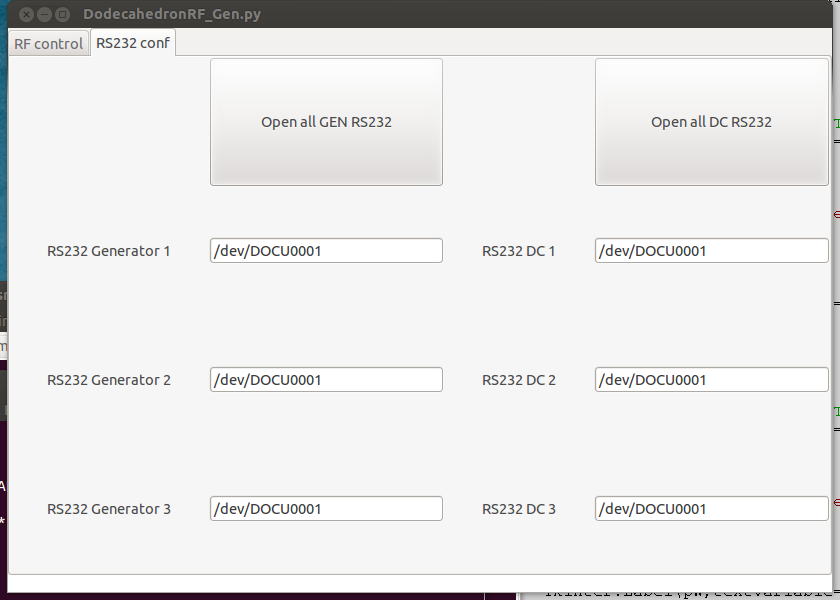 DodecahedronRF_Gen.py
RF control RS232 conf
Open all GEN RS232 Open all DC RS232
RS232 Generator 1 /dev/DOCU0001 RS232 DC 1 /dev/DOCU0001
RS232 Generator 2 /dev/DOCU0001 RS232 DC 2 /dev/DOCU0001
RS232 Generator 3 /dev/DOCU0001 RS232 DC 3 /dev/DOCU0001